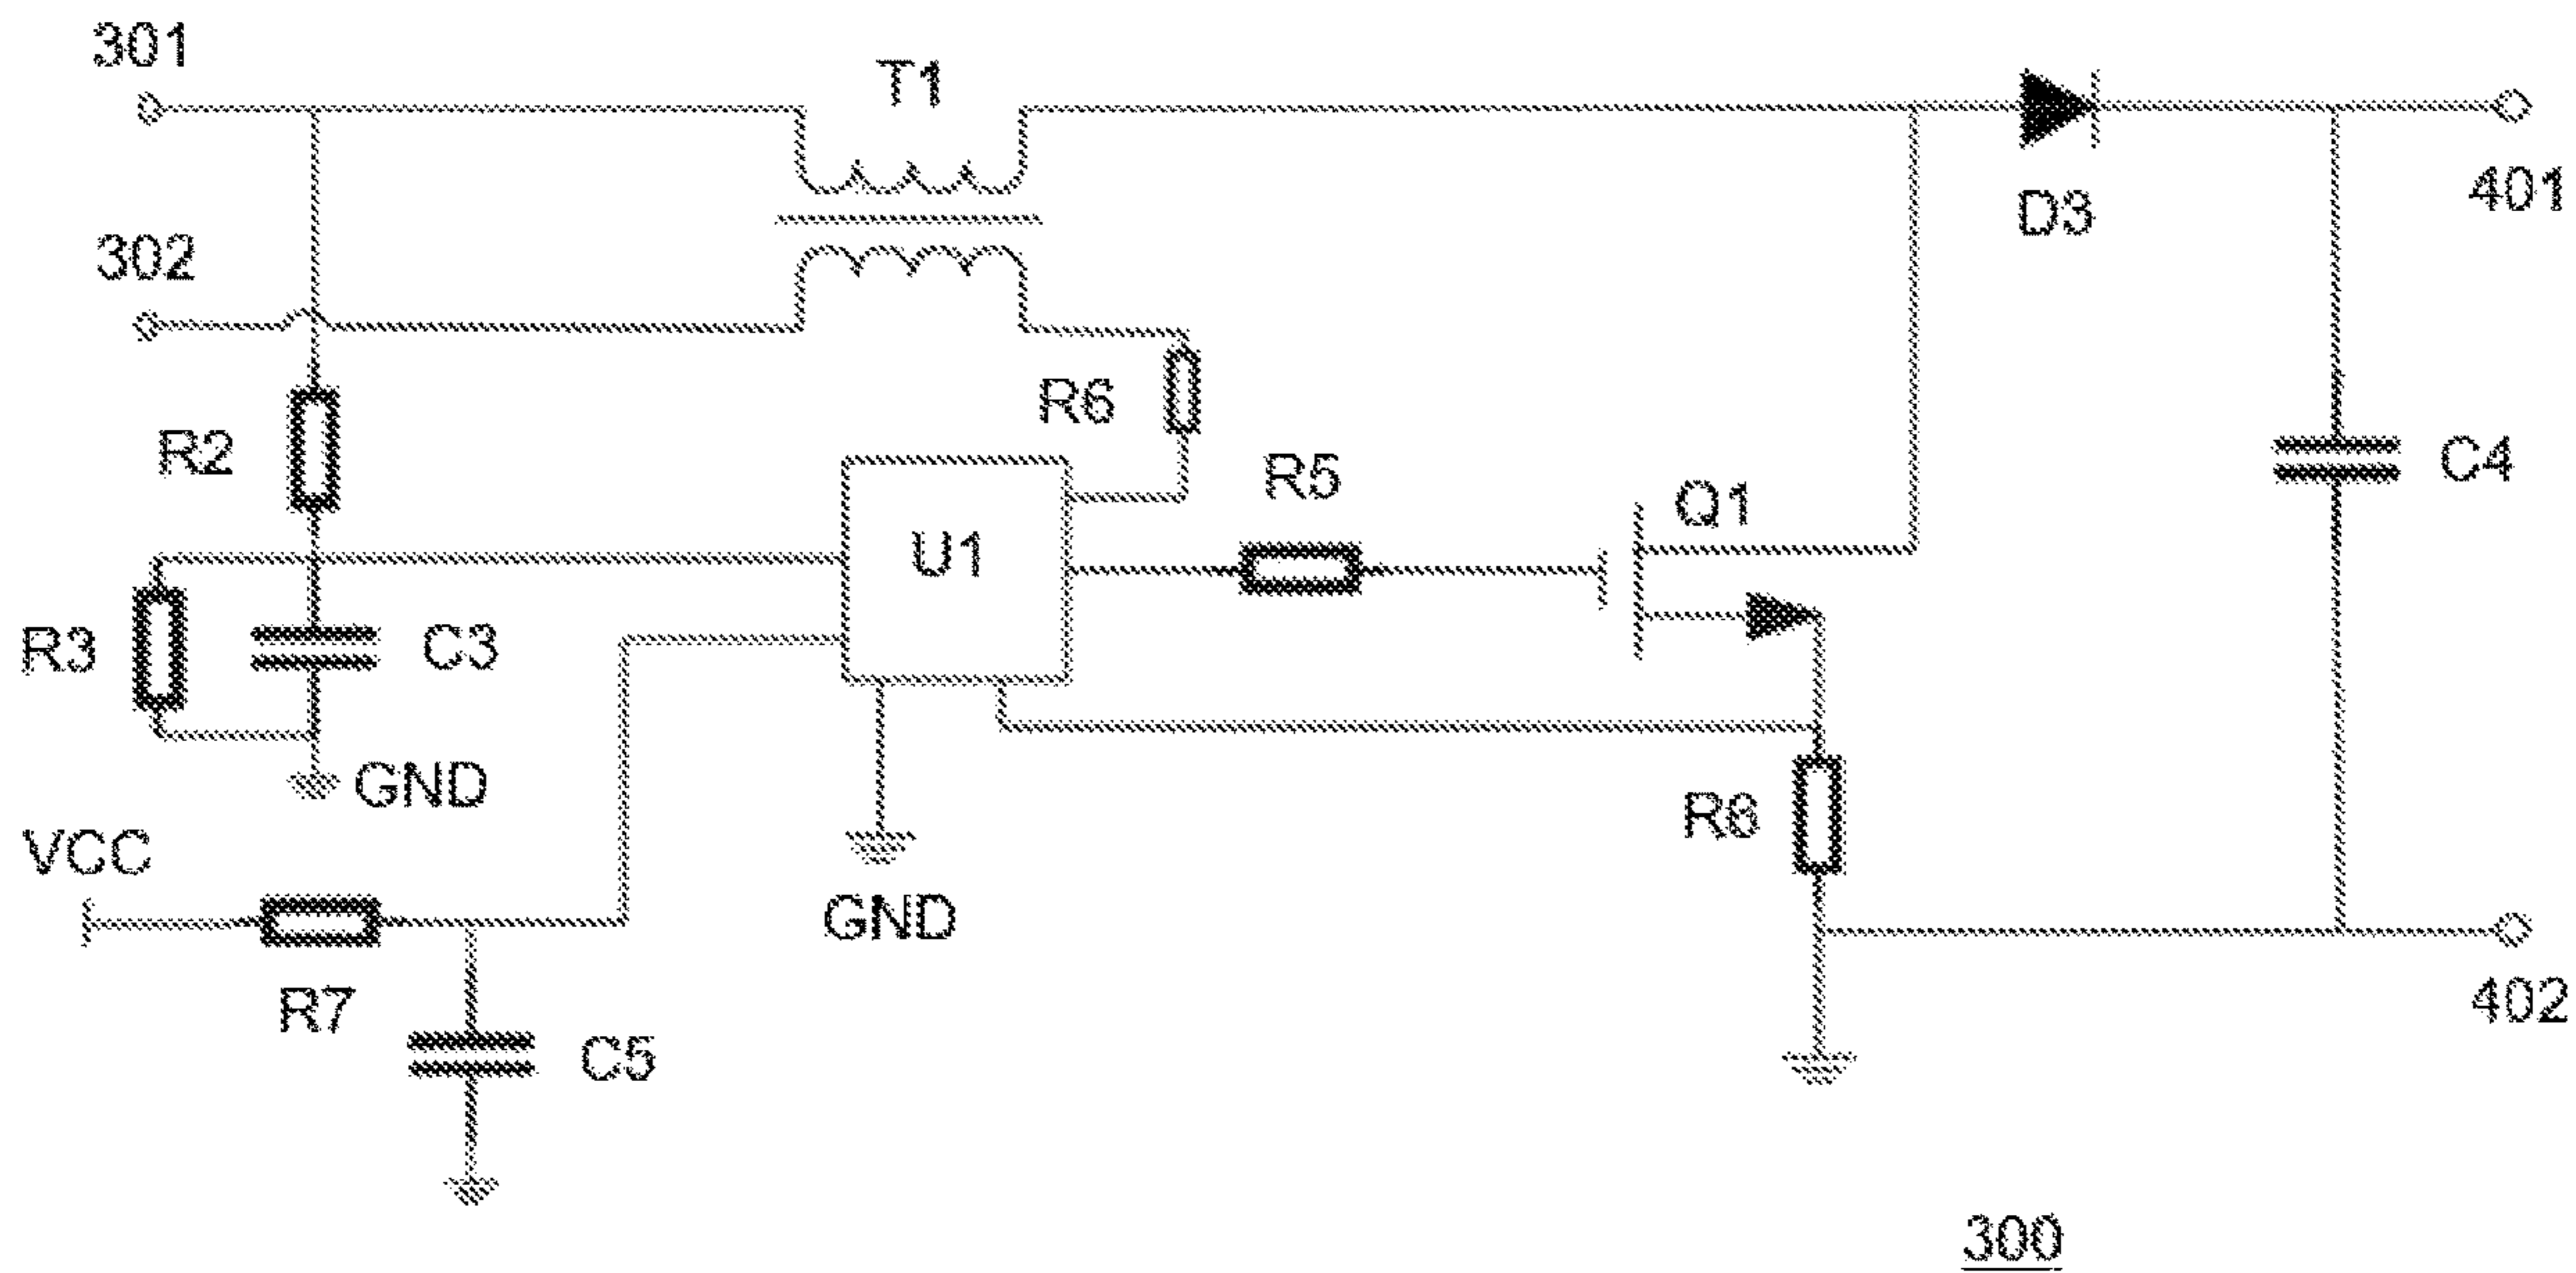 301
T1
302
D3
401
R6
R2
R5
Q1
C4
U1
R3
C3
GND
R6
VCC
GND
R7
402
C5
300